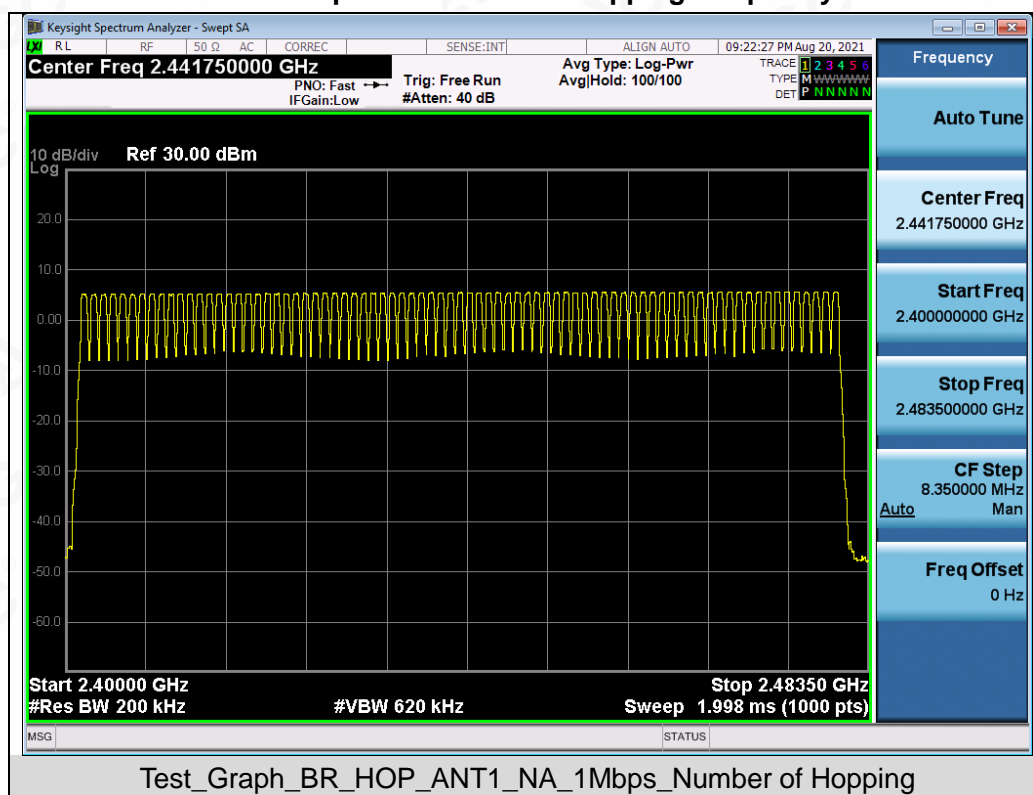 Keysight Spectrum Analyzer - Swept SA
LXI RL RF 50 Ω AC CORREC SENSE:INT ALIGN AUTO 09:22:27 PM Aug 20, 2021
Center Freq 2.441750000 GHz
PNO: Fast
IFGain:Low
Trig: Free Run
#Atten: 40 dB
Avg Type: Log-Pwr
Avg|Hold: 100/100
TRACE 1 2 3 4 5 6
TYPE M W W W W W
DET P N N N N N
10 dB/div Ref 30.00 dBm
Log
20.0
10.0
0.00
-10.0
-20.0
-30.0
-40.0
-50.0
-60.0
Start 2.40000 GHz Stop 2.48350 GHz
#Res BW 200 kHz #VBW 620 kHz Sweep 1.998 ms (1000 pts)
MSG STATUS
Frequency
Auto Tune
Center Freq
2.441750000 GHz
Start Freq
2.400000000 GHz
Stop Freq
2.483500000 GHz
CF Step
8.350000 MHz
Auto Man
Freq Offset
0 Hz
Test_Graph_BR_HOP_ANT1_NA_1Mbps_Number of Hopping